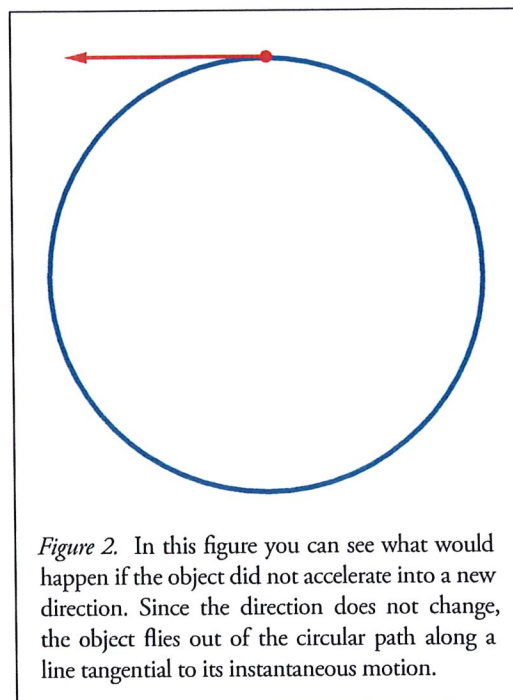 Figure 2. In this figure you can see what would
happen if the object did not accelerate into a new
direction. Since the direction does not change,
the object flies out of the circular path along a
line tangential to its instantaneous motion.